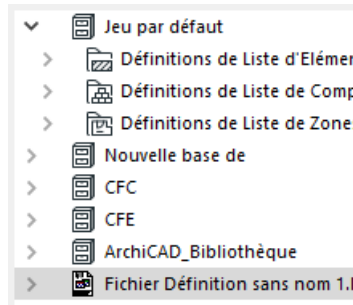 Jeu par défaut
Définitions de Liste d'Eléme
Définitions de Liste de Comp
Définitions de Liste de Zone
Nouvelle base de
CFC
CFE
ArchiCAD_Bibliothèque
Fichier Définition sans nom 1.